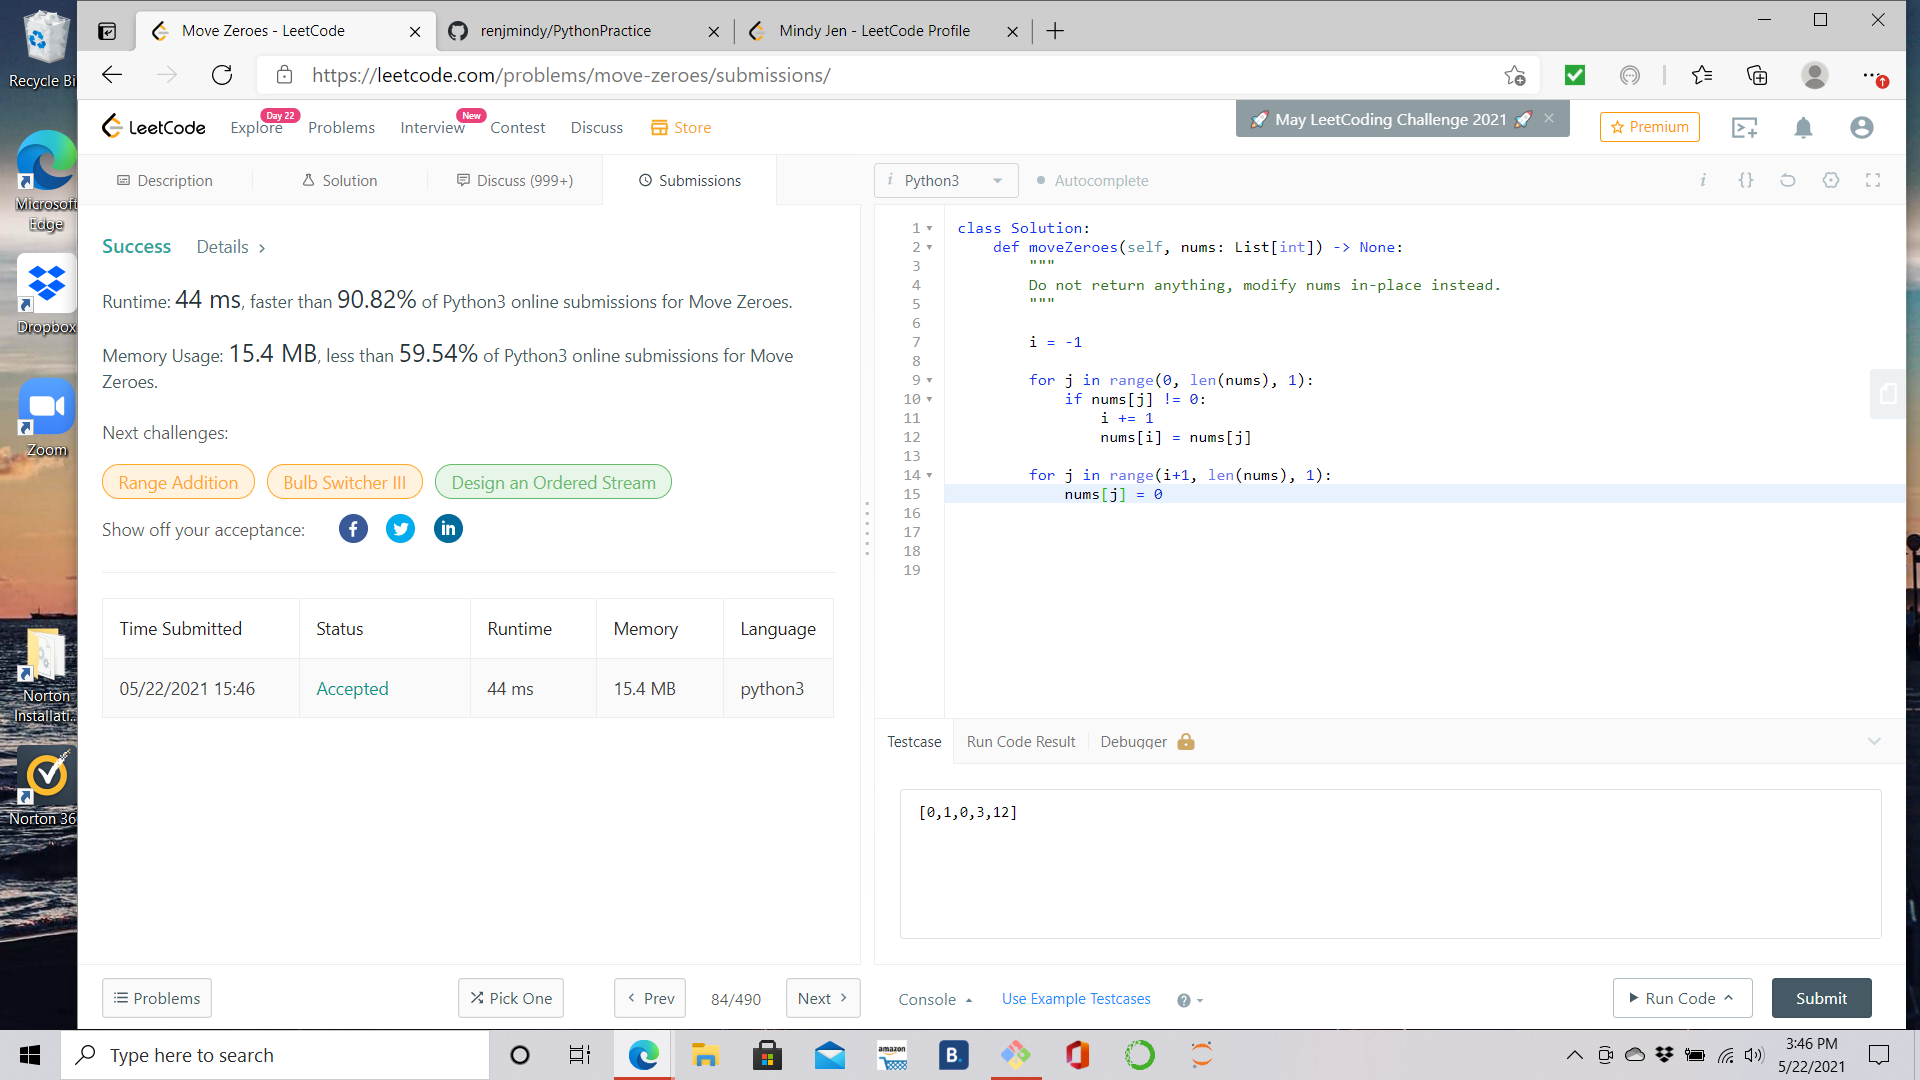 Recycle Bi
Microsoft
Edge
Dropbox
Zoom
Norton
Installati...
Norton 36
Move Zeroes - LeetCode
renjmindy/PythonPractice
Mindy Jen - LeetCode Profile
https://leetcode.com/problems/move-zeroes/submissions/
LeetCode
Explore
Day 22
Problems
Interview
New
Contest
Discuss
Store
🚀 May LeetCoding Challenge 2021 🚀
Premium
Description
Solution
Discuss (999+)
Submissions
Success Details >
Runtime: 44 ms, faster than 90.82% of Python3 online submissions for Move Zeroes.
Memory Usage: 15.4 MB, less than 59.54% of Python3 online submissions for Move
Zeroes.
Next challenges:
Range Addition
Bulb Switcher III
Design an Ordered Stream
Show off your acceptance:
Time Submitted Status Runtime Memory Language
05/22/2021 15:46 Accepted 44 ms 15.4 MB python3
Problems
Pick One
Prev
84/490
Next
i Python3
Autocomplete
i {}
1 class Solution:
2     def moveZeroes(self, nums: List[int]) -> None:
3         """
4         Do not return anything, modify nums in-place instead.
5         """
6
7         i = -1
8
9         for j in range(0, len(nums), 1):
10             if nums[j] != 0:
11                 i += 1
12                 nums[i] = nums[j]
13
14         for j in range(i+1, len(nums), 1):
15             nums[j] = 0
16
17
18
19
Testcase
Run Code Result
Debugger
[0,1,0,3,12]
Console
Use Example Testcases
?
Run Code
Submit
Type here to search
amazon
B.
3:46 PM
5/22/2021